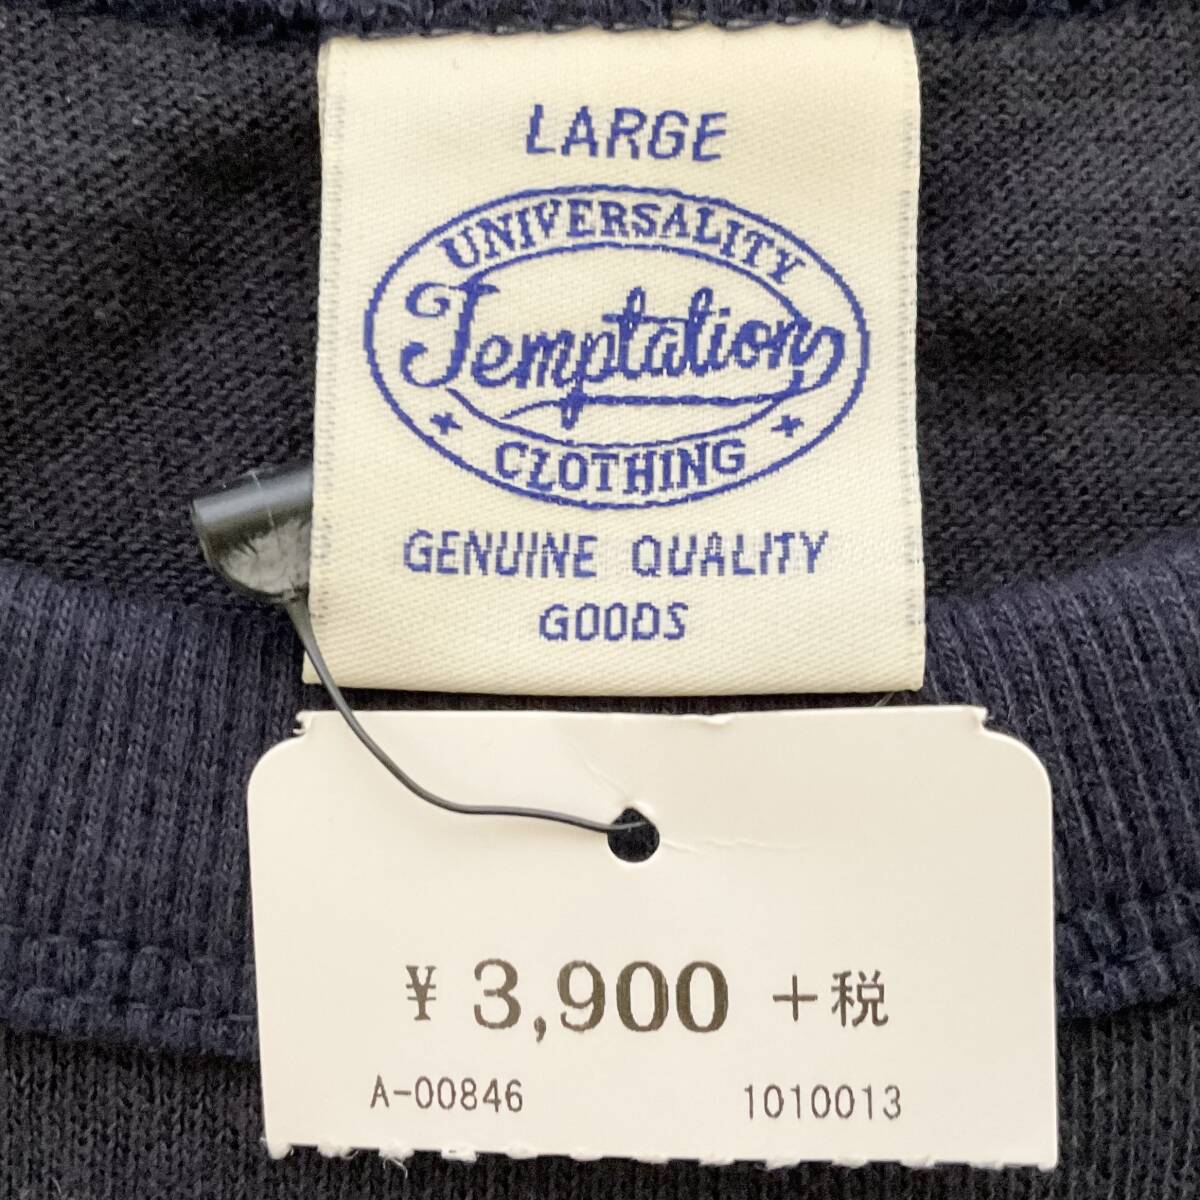 LARGE
UNIVERSALITY
Temptation
CLOTHING
GENUINE QUALITY
GOODS
¥ 3,900 +税
A-00846 1010013